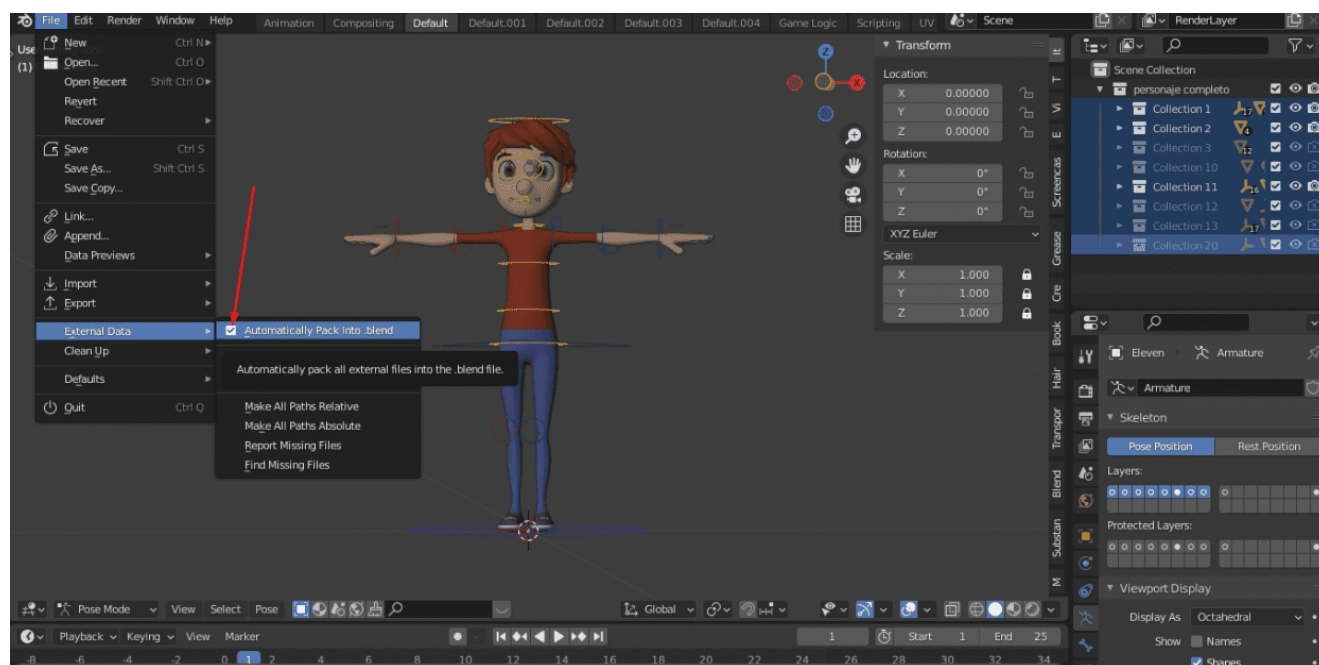 File Edit Render Window Help Animation Compositing Default Default.001 Default.002 Default.003 Default.004 Game Logic Scripting UV Scene RenderLayer
New Ctrl N
Use
Open... Ctrl O
(1)
Open Recent Shift Ctrl O
Revert
Recover
Save Ctrl S
Save As... Shift Ctrl S
Save Copy...
Link...
Append...
Data Previews
Import
Export
External Data
Clean Up
Defaults
Quit Ctrl Q
Automatically Pack Into .blend
Automatically pack all external files into the .blend file.
Make All Paths Relative
Make All Paths Absolute
Report Missing Files
Find Missing Files
Z
X
Transform
Location:
X 0.00000
Y 0.00000
Z 0.00000
Rotation:
X 0°
Y 0°
Z 0°
XYZ Euler
Scale:
X 1.000
Y 1.000
Z 1.000
It
T
Vi
E
Screencas
Grease
Cre
Book
Hair
Transpor
Blend
Substan
M
Scene Collection
personaje completo
Collection 1 17
Collection 2 4
Collection 3 12
Collection 10
Collection 11 16
Collection 12
Collection 13 17
Collection 20
Eleven Armature
Armature
Skeleton
Pose Position Rest Position
Layers:
Protected Layers:
Viewport Display
Display As Octahedral
Show Names
Shapes
Pose Mode View Select Pose Global
Playback Keying View Marker 1 Start 1 End 25
-8 -6 -4 -2 0 1 2 4 6 8 10 12 14 16 18 20 22 24 26 28 30 32 34